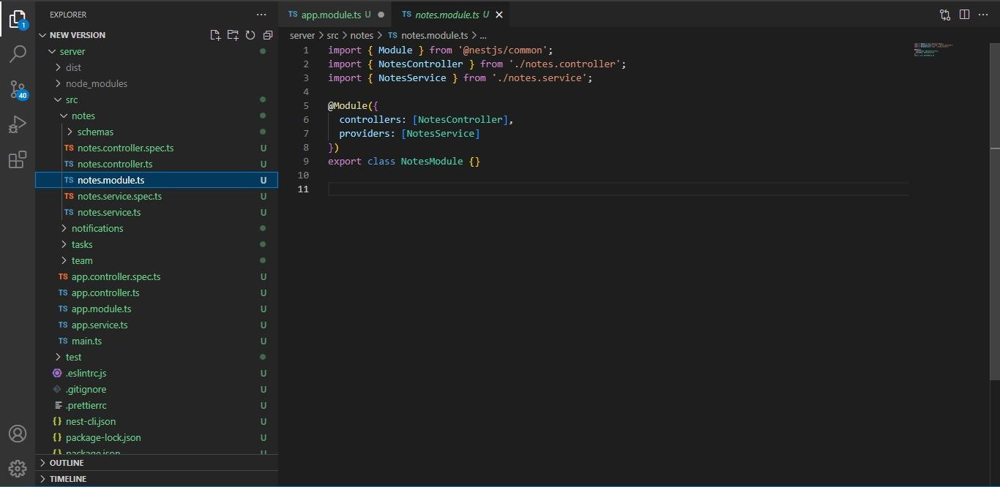 EXPLORER
NEW VERSION
server
dist
node_modules
src
notes
schemas
TS notes.controller.spec.ts U
TS notes.controller.ts U
TS notes.module.ts U
TS notes.service.spec.ts U
TS notes.service.ts U
notifications
tasks
team
TS app.controller.spec.ts U
TS app.controller.ts U
TS app.module.ts U
TS app.service.ts U
TS main.ts U
test
.eslintrc.js U
.gitignore U
.prettierrc U
{} nest-cli.json U
{} package-lock.json U
{} package.json U
OUTLINE
TIMELINE
1
40
TS app.module.ts U
TS notes.module.ts U
server > src > notes > TS notes.module.ts > ...
1 import { Module } from '@nestjs/common';
2 import { NotesController } from './notes.controller';
3 import { NotesService } from './notes.service';
4
5 @Module({
6 controllers: [NotesController],
7 providers: [NotesService]
8 })
9 export class NotesModule {}
10
11